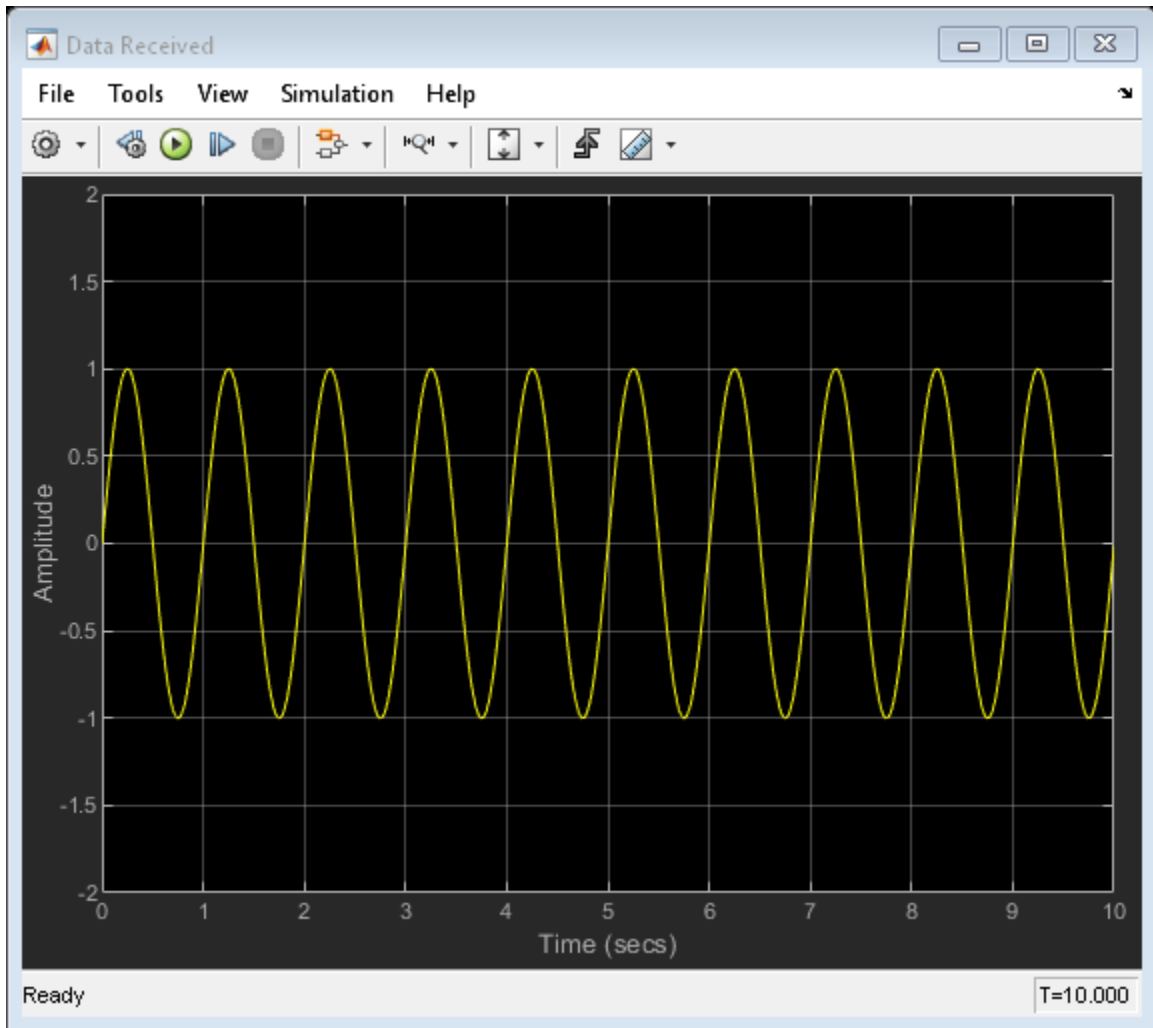 Data Received
File Tools View Simulation Help
2
1.5
1
0.5
0
-0.5
-1
-1.5
-2
Amplitude
0 1 2 3 4 5 6 7 8 9 10
Time (secs)
Ready T=10.000